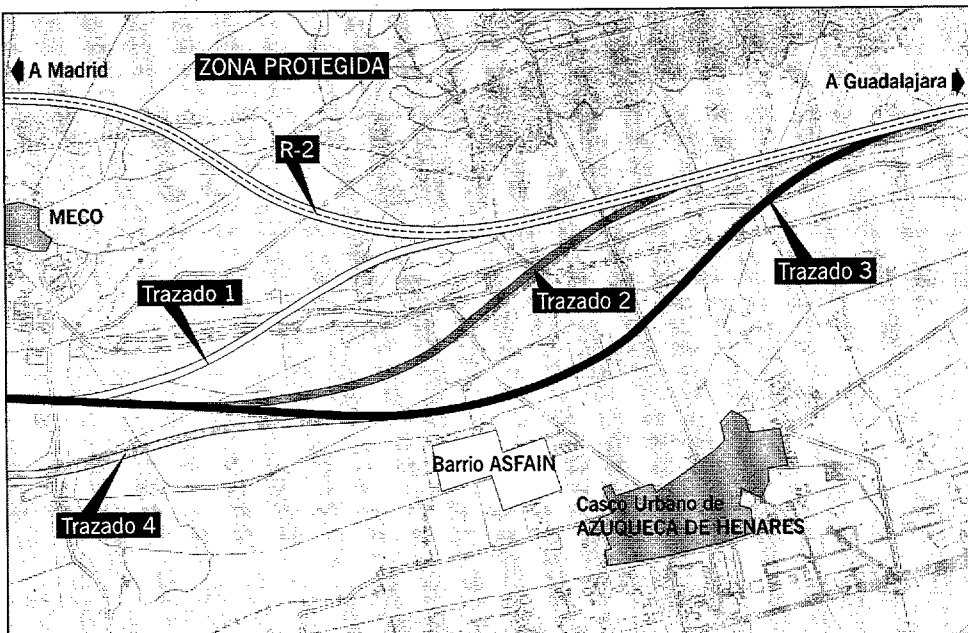 A Madrid
ZONA PROTEGIDA
A Guadalajara
R-2
MECO
Trazado 1
Trazado 2
Trazado 3
Barrio ASFAIN
Casco Urbano de
AZUQUECA DE HENARES
Trazado 4